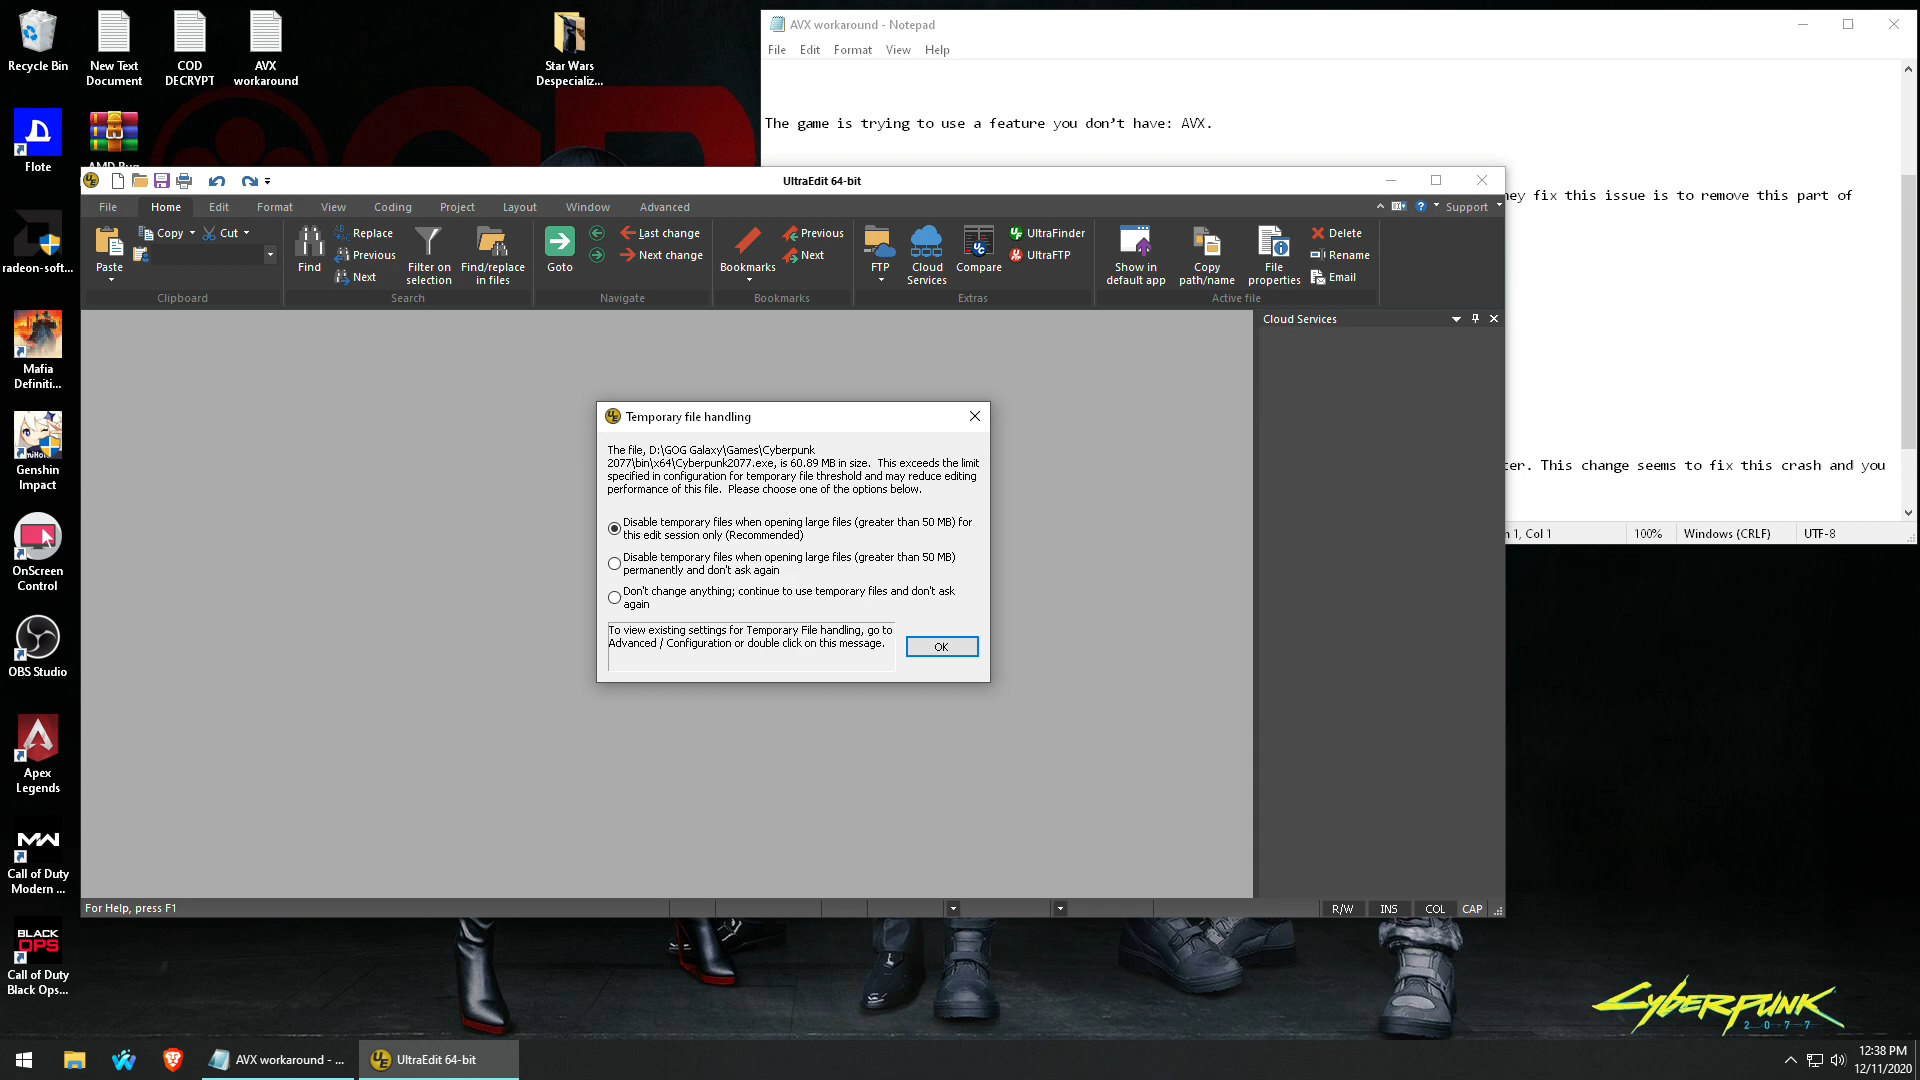 Recycle Bin
New Text
Document
COD
DECRYPT
AVX
workaround
Star Wars
Despecializ...
Flote
radeon-soft...
Mafia
Definiti...
Genshin
Impact
OnScreen
Control
OBS Studio
Apex
Legends
MW
Call of Duty
Modern ...
BLACK
OPS
Call of Duty
Black Ops...
AVX workaround - Notepad
File Edit Format View Help
The game is trying to use a feature you don’t have: AVX.
hey fix this issue is to remove this part of
ter. This change seems to fix this crash and you
n 1, Col 1 100% Windows (CRLF) UTF-8
UltraEdit 64-bit
File Home Edit Format View Coding Project Layout Window Advanced Support
Paste
Copy Cut
Clipboard
Find
Replace
Previous
Next
Filter on
selection
Find/replace
in files
Search
Goto
Last change
Next change
Navigate
Bookmarks
Previous
Next
Bookmarks
FTP
Cloud
Services
Compare
UltraFinder
UltraFTP
Extras
Show in
default app
Copy
path/name
File
properties
Delete
Rename
Email
Active file
Cloud Services
Temporary file handling
The file, D:\GOG Galaxy\Games\Cyberpunk
2077\bin\x64\Cyberpunk2077.exe, is 60.89 MB in size. This exceeds the limit
specified in configuration for temporary file threshold and may reduce editing
performance of this file. Please choose one of the options below.
Disable temporary files when opening large files (greater than 50 MB) for
this edit session only (Recommended)
Disable temporary files when opening large files (greater than 50 MB)
permanently and don't ask again
Don't change anything; continue to use temporary files and don't ask
again
To view existing settings for Temporary File handling, go to
Advanced / Configuration or double click on this message.
OK
For Help, press F1
R/W INS COL CAP
CYBERPUNK
2077
AVX workaround - ...
UltraEdit 64-bit
12:38 PM
12/11/2020